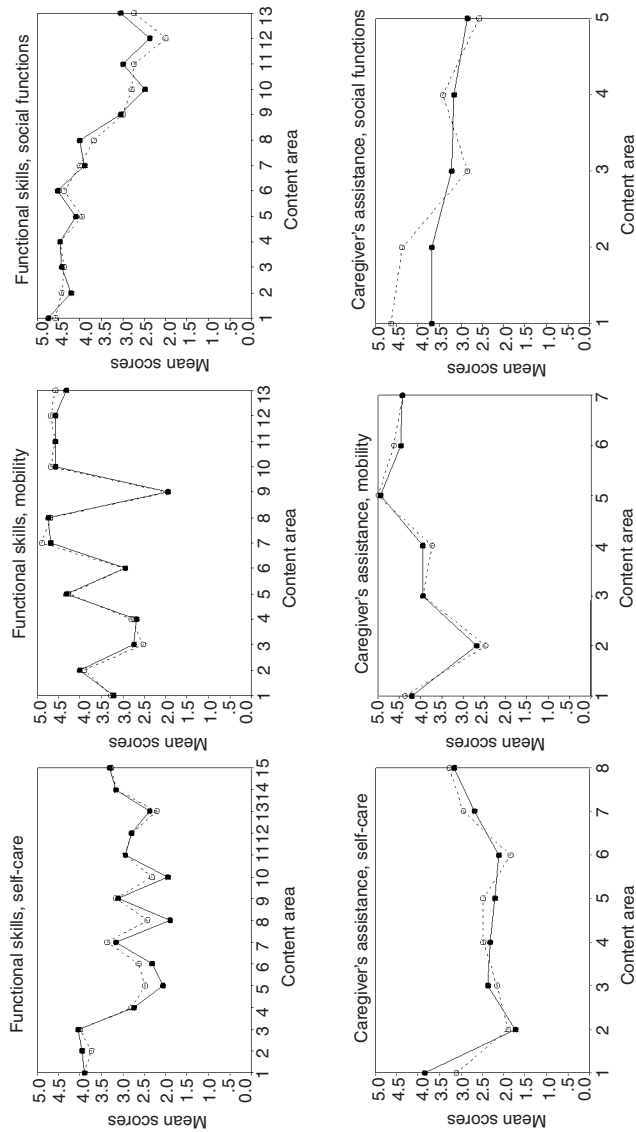 Functional skills, self-care
5.0
4.5
4.0
3.5
3.0
2.5
2.0
1.5
1.0
.5
0.0
Mean scores
1 2 3 4 5 6 7 8 9 10 11 12 13 14 15
Content area
Functional skills, mobility
5.0
4.5
4.0
3.5
3.0
2.5
2.0
1.5
1.0
.5
0.0
Mean scores
1 2 3 4 5 6 7 8 9 10 11 12 13
Content area
Functional skills, social functions
5.0
4.5
4.0
3.5
3.0
2.5
2.0
1.5
1.0
.5
0.0
Mean scores
1 2 3 4 5 6 7 8 9 10 11 12 13
Content area
Caregiver's assistance, self-care
5.0
4.5
4.0
3.5
3.0
2.5
2.0
1.5
1.0
.5
0.0
Mean scores
1 2 3 4 5 6 7 8
Content area
Caregiver's assistance, mobility
5.0
4.5
4.0
3.5
3.0
2.5
2.0
1.5
1.0
.5
0.0
Mean scores
1 2 3 4 5 6 7
Content area
Caregiver's assistance, social functions
5.0
4.5
4.0
3.5
3.0
2.5
2.0
1.5
1.0
.5
0.0
Mean scores
1 2 3 4 5
Content area